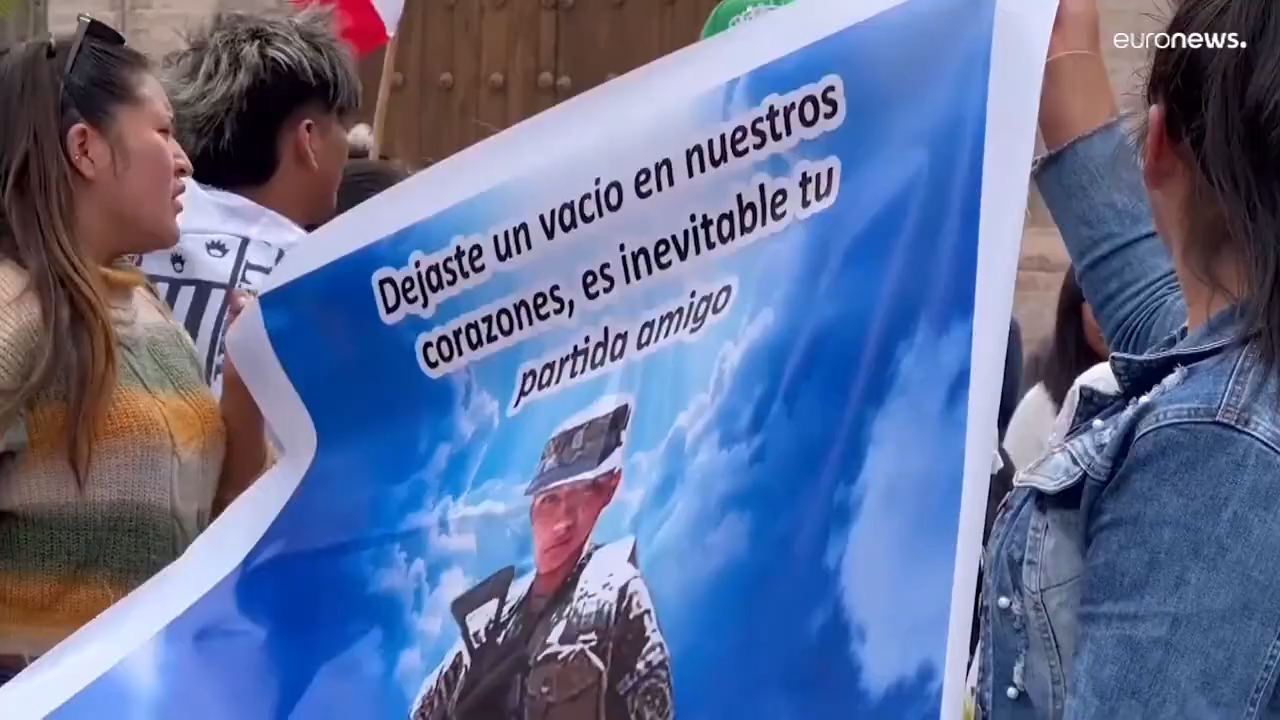 euronews.
Dejaste un vacio en nuestros
corazones, es inevitable tu
partida amigo